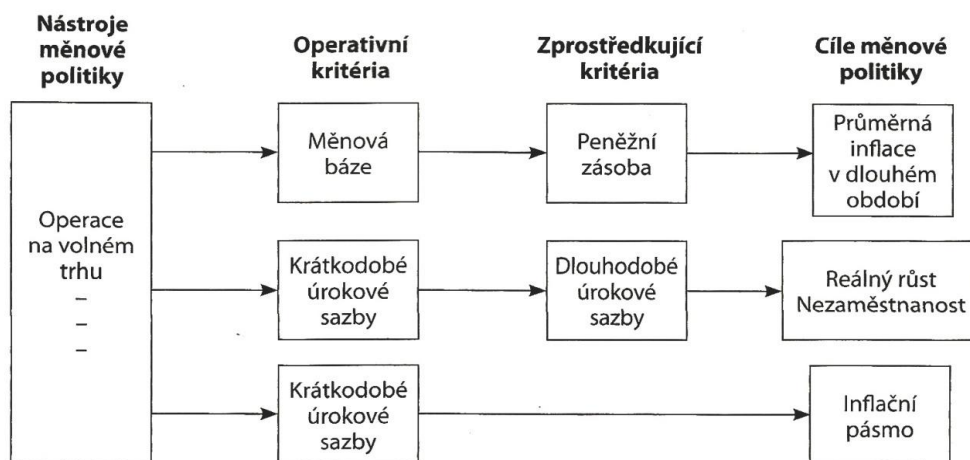 Nástroje
měnové
politiky
Operativní
kritéria
Zprostředkující
kritéria
Cíle měnové
politiky
Operace
na volném
trhu
–
–
–
Měnová
báze
Peněžní
zásoba
Průměrná
inflace
v dlouhém
období
Krátkodobé
úrokové
sazby
Dlouhodobé
úrokové
sazby
Reálný růst
Nezaměstnanost
Krátkodobé
úrokové
sazby
Inflační
pásmo